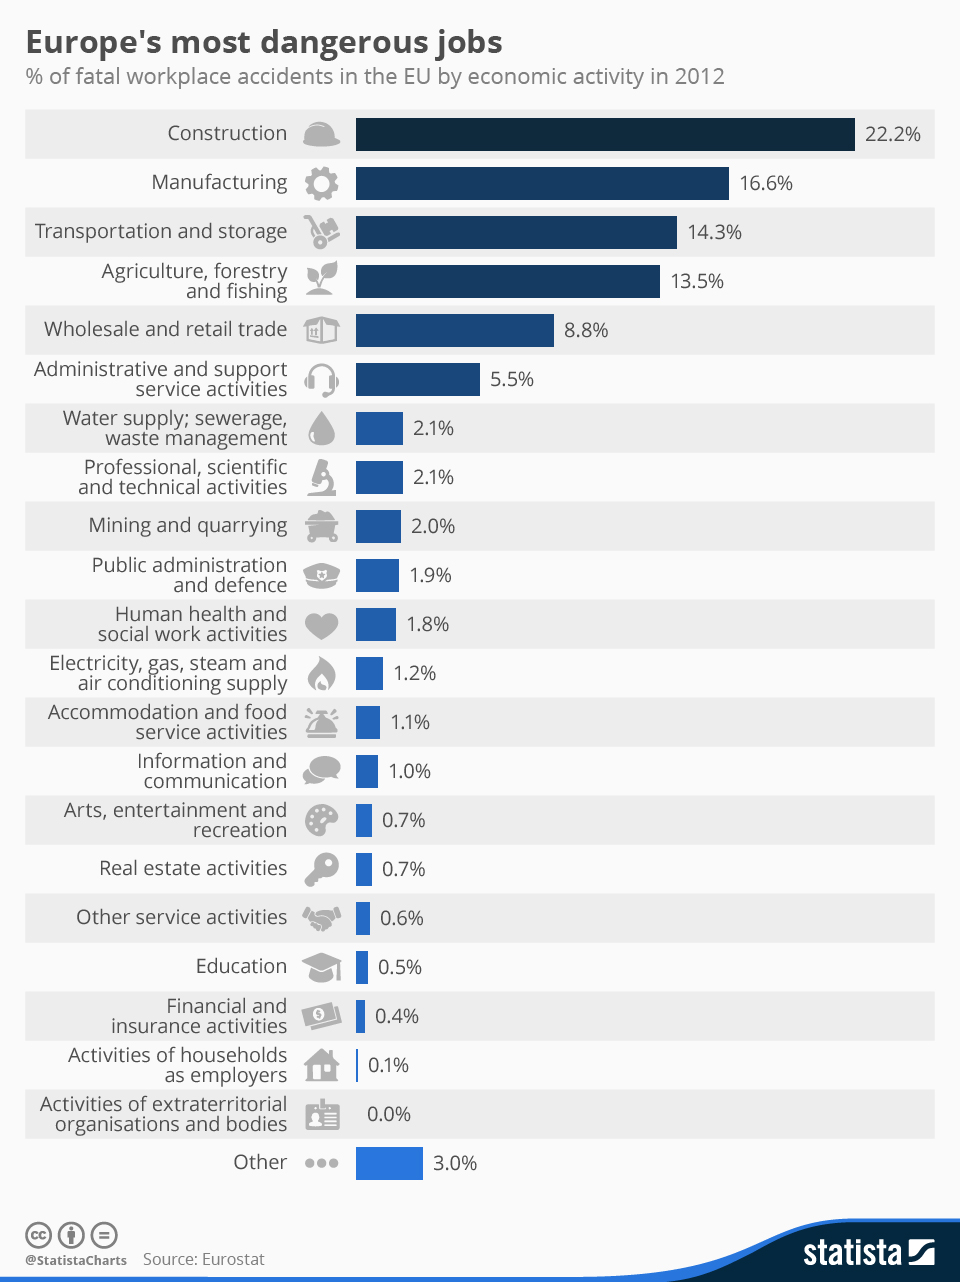 Europe's most dangerous jobs
% of fatal workplace accidents in the EU by economic activity in 2012
Construction 22.2%
Manufacturing 16.6%
Transportation and storage 14.3%
Agriculture, forestry
and fishing 13.5%
Wholesale and retail trade 8.8%
Administrative and support
service activities 5.5%
Water supply; sewerage,
waste management 2.1%
Professional, scientific
and technical activities 2.1%
Mining and quarrying 2.0%
Public administration
and defence 1.9%
Human health and
social work activities 1.8%
Electricity, gas, steam and
air conditioning supply 1.2%
Accommodation and food
service activities 1.1%
Information and
communication 1.0%
Arts, entertainment and
recreation 0.7%
Real estate activities 0.7%
Other service activities 0.6%
Education 0.5%
Financial and
insurance activities 0.4%
Activities of households
as employers 0.1%
Activities of extraterritorial
organisations and bodies 0.0%
Other 3.0%
cc
@StatistaCharts Source: Eurostat
statista